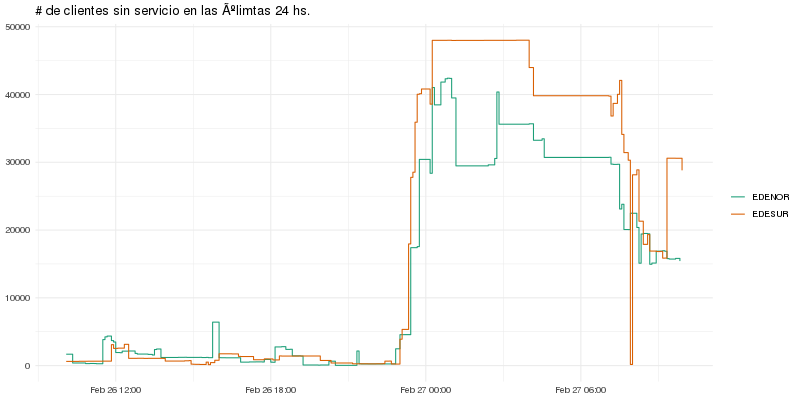 # de clientes sin servicio en las Ãºlimtas 24 hs.
50000
40000
30000
20000
10000
0
Feb 26 12:00
Feb 26 18:00
Feb 27 00:00
Feb 27 06:00
EDENOR
EDESUR